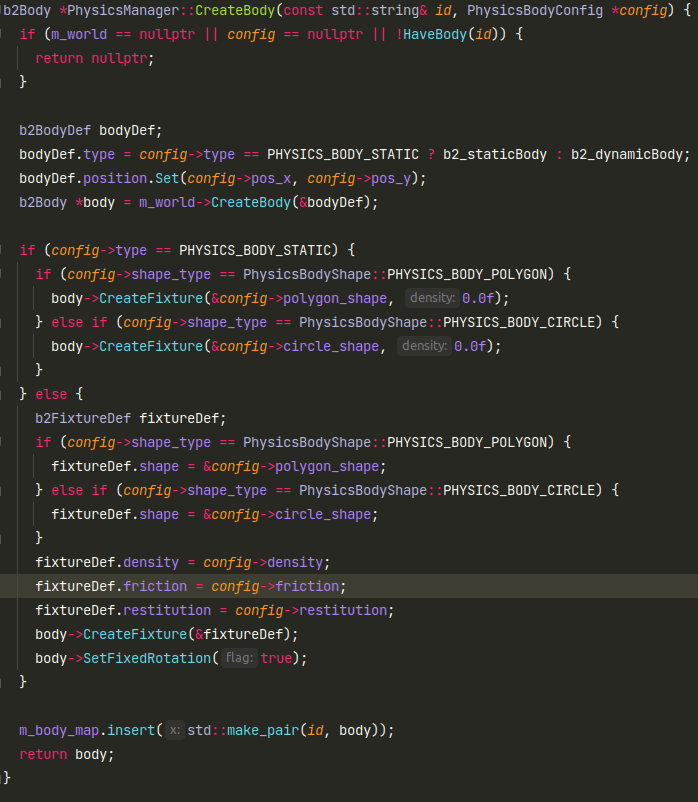 b2Body *PhysicsManager::CreateBody(const std::string& id, PhysicsBodyConfig *config) {
if (m_world == nullptr || config == nullptr || !HaveBody(id)) {
return nullptr;
}
b2BodyDef bodyDef;
bodyDef.type = config->type == PHYSICS_BODY_STATIC ? b2_staticBody : b2_dynamicBody;
bodyDef.position.Set(config->pos_x, config->pos_y);
b2Body *body = m_world->CreateBody(&bodyDef);
if (config->type == PHYSICS_BODY_STATIC) {
if (config->shape_type == PhysicsBodyShape::PHYSICS_BODY_POLYGON) {
body->CreateFixture(&config->polygon_shape, density: 0.0f);
} else if (config->shape_type == PhysicsBodyShape::PHYSICS_BODY_CIRCLE) {
body->CreateFixture(&config->circle_shape, density: 0.0f);
}
} else {
b2FixtureDef fixtureDef;
if (config->shape_type == PhysicsBodyShape::PHYSICS_BODY_POLYGON) {
fixtureDef.shape = &config->polygon_shape;
} else if (config->shape_type == PhysicsBodyShape::PHYSICS_BODY_CIRCLE) {
fixtureDef.shape = &config->circle_shape;
}
fixtureDef.density = config->density;
fixtureDef.friction = config->friction;
fixtureDef.restitution = config->restitution;
body->CreateFixture(&fixtureDef);
body->SetFixedRotation( flag: true);
}
m_body_map.insert( x: std::make_pair(id, body));
return body;
}